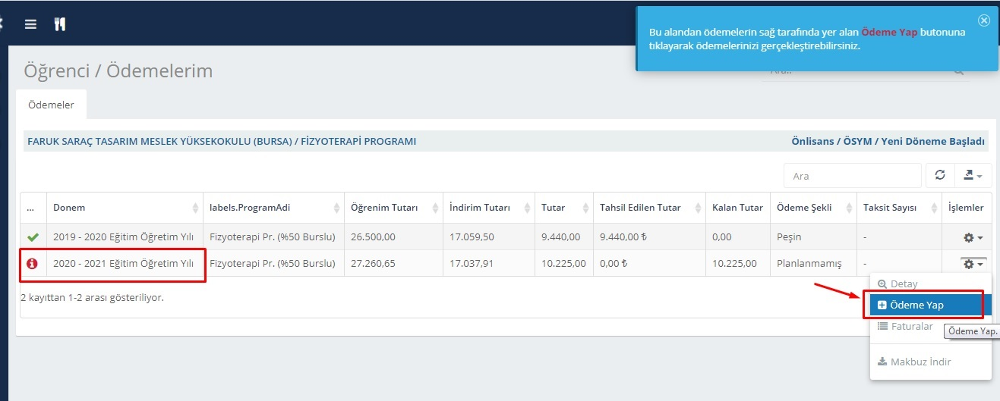 Bu alandan ödemelerin sağ tarafında yer alan Ödeme Yap butonuna
tıklayarak ödemelerinizi gerçekleştirebilirsiniz.
Öğrenci / Ödemelerim
Ödemeler
FARUK SARAÇ TASARIM MESLEK YÜKSEKOKULU (BURSA) / FİZYOTERAPİ PROGRAMI Önlisans / ÖSYM / Yeni Döneme Başladı
Ara
... Donem labels.ProgramAdi Öğrenim Tutarı İndirim Tutarı Tutar Tahsil Edilen Tutar Kalan Tutar Ödeme Şekli Taksit Sayısı İşlemler
2019 - 2020 Eğitim Öğretim Yılı Fizyoterapi Pr. (%50 Burslu) 26.500,00 17.059,50 9.440,00 9.440,00 ₺ 0,00 Peşin -
2020 - 2021 Eğitim Öğretim Yılı Fizyoterapi Pr. (%50 Burslu) 27.260,65 17.037,91 10.225,00 0,00 ₺ 10.225,00 Planlanmamış -
2 kayıttan 1-2 arası gösteriliyor.
Detay
Ödeme Yap
Faturalar
Ödeme Yap.
Makbuz İndir